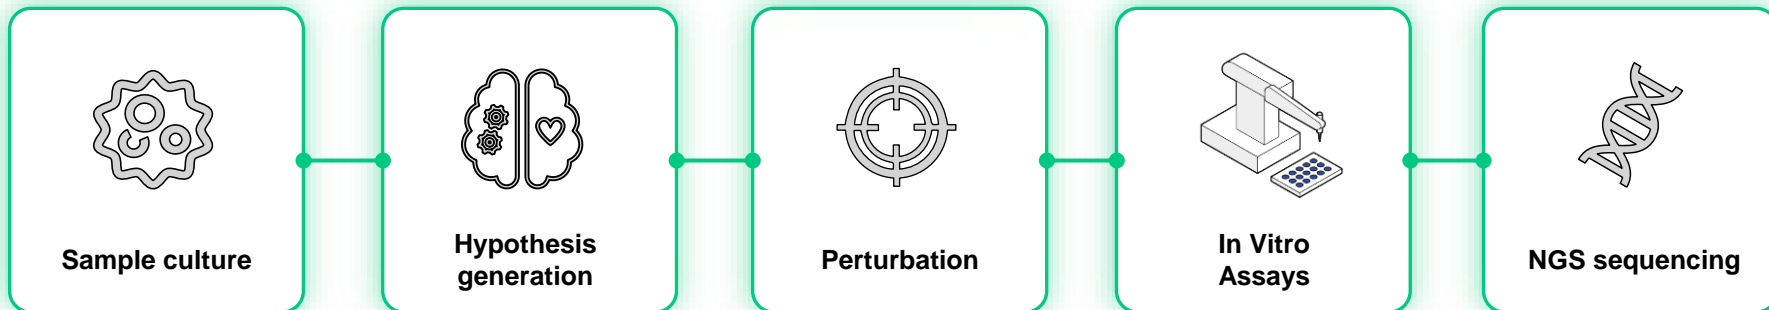 Sample culture
Hypothesis
generation
Perturbation
In Vitro
Assays
NGS sequencing